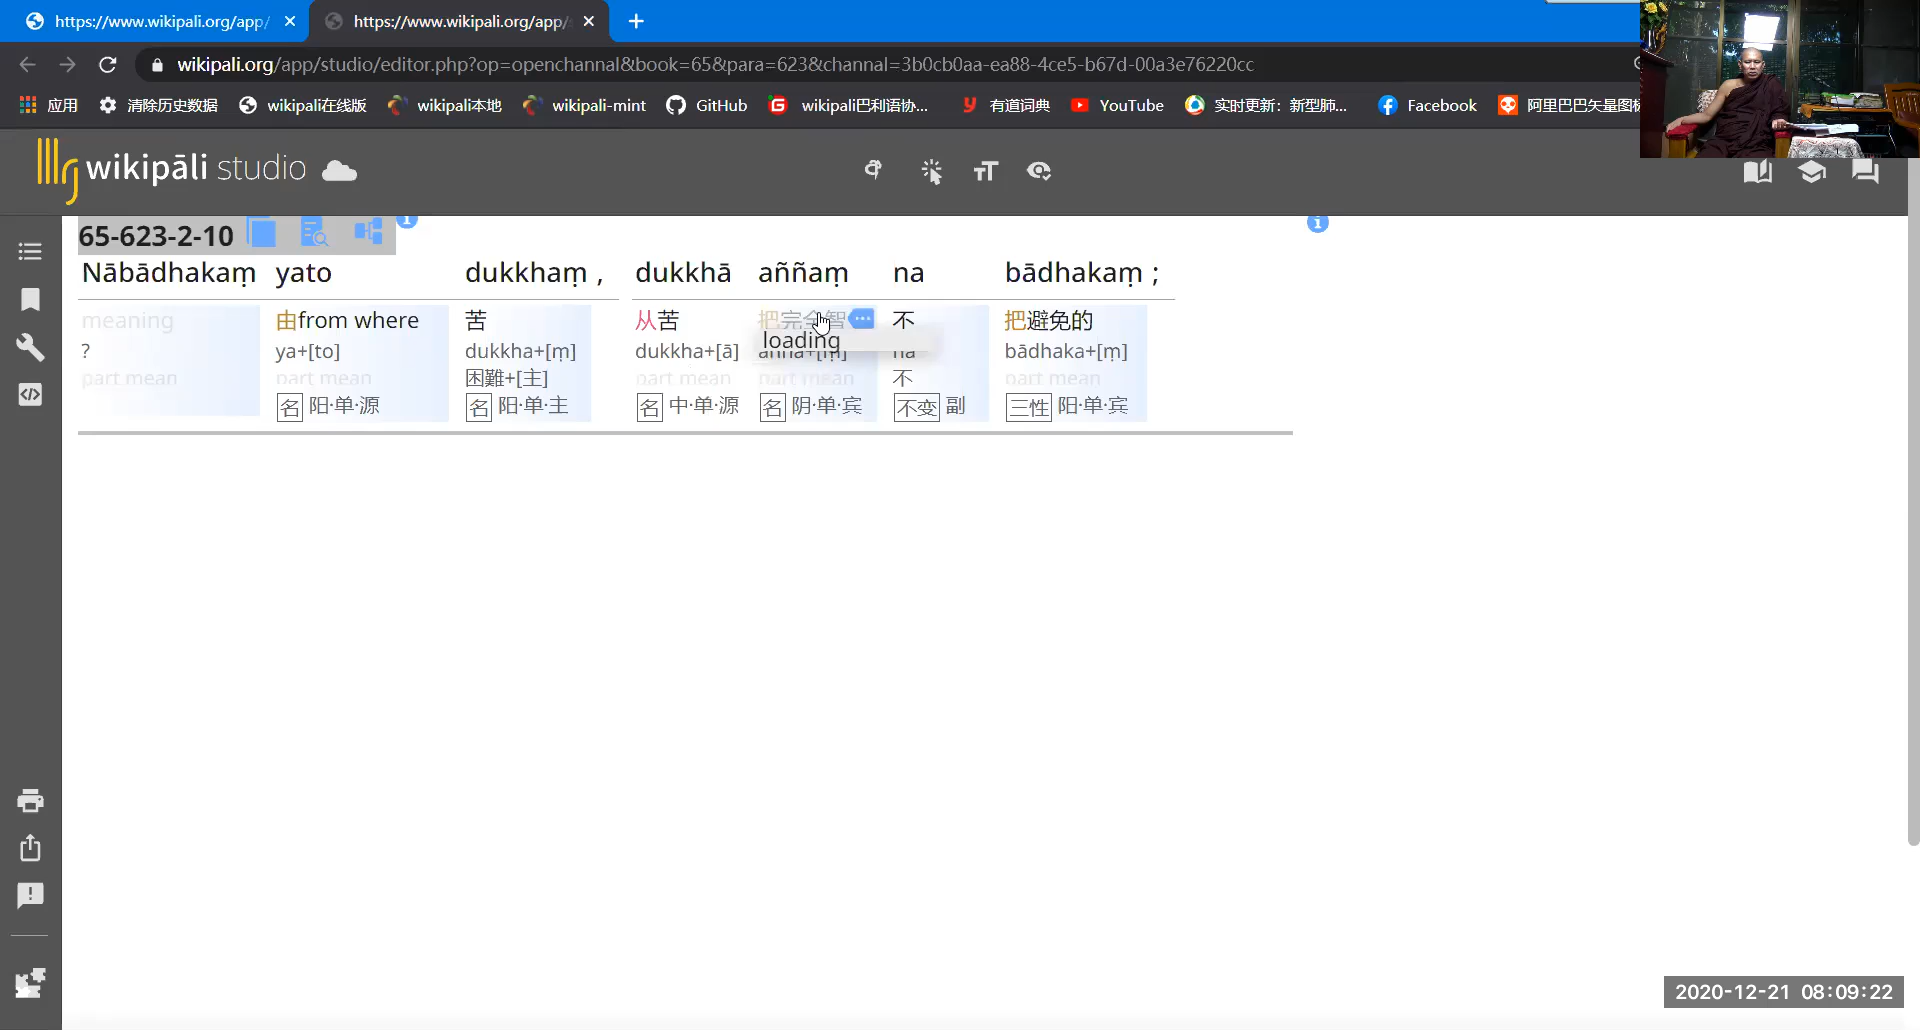 https://www.wikipali.org/app/
https://www.wikipali.org/app/
wikipali.org/app/studio/editor.php?op=openchannal&book=65&para=623&channal=3b0cb0aa-ea88-4ce5-b67d-00a3e76220cc
应用 清除历史数据 wikipali在线版 wikipali本地 wikipali-mint GitHub wikipali巴利语协... 有道词典 YouTube 实时更新：新型肺... Facebook 阿里巴巴矢量图标
wikipāli studio
65-623-2-10
Nābādhakaṃ yato dukkhaṃ , dukkhā aññaṃ na bādhakaṃ ;
meaning 由from where 苦 从苦 把完全智 不 把避免的
loading
? ya+[to] dukkha+[ṃ] dukkha+[ā] aññā+[ṃ] na bādhaka+[ṃ]
part mean part mean 困難+[主] part mean part mean 不 part mean
名 阳·单·源 名 阳·单·主 名 中·单·源 名 阴·单·宾 不变 副 三性 阳·单·宾
2020-12-21 08:09:22